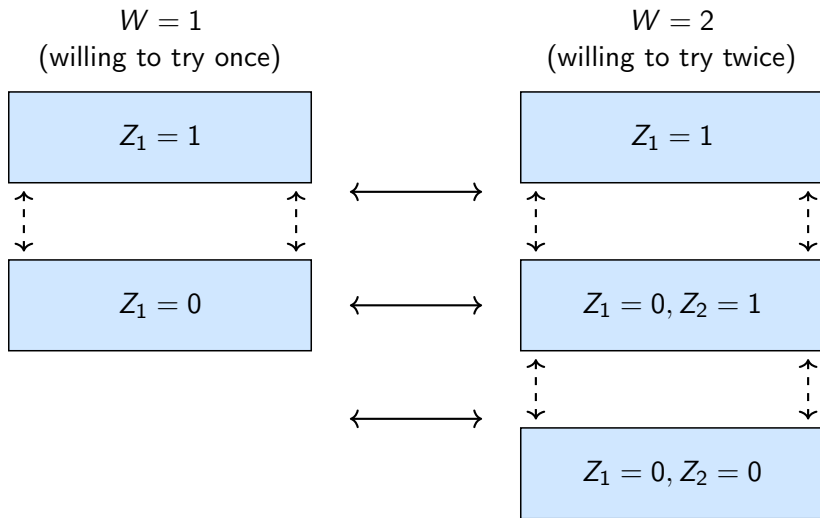 W = 1
(willing to try once)
Z₁ = 1
Z₁ = 0
W = 2
(willing to try twice)
Z₁ = 1
Z₁ = 0, Z₂ = 1
Z₁ = 0, Z₂ = 0